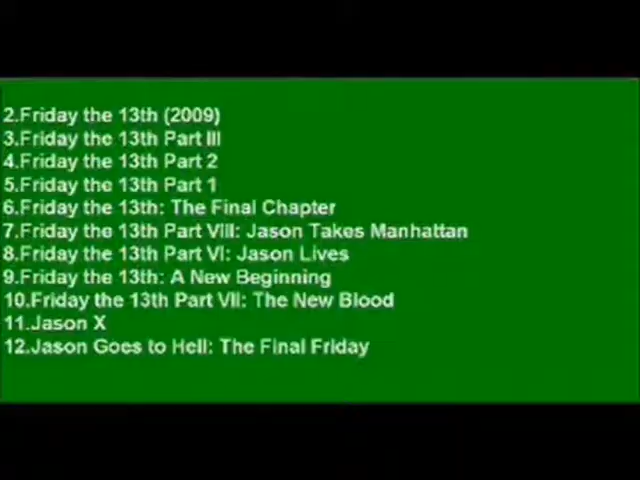 2.Friday the 13th (2009)
3.Friday the 13th Part III
4.Friday the 13th Part 2
5.Friday the 13th Part 1
6.Friday the 13th: The Final Chapter
7.Friday the 13th Part VIII: Jason Takes Manhattan
8.Friday the 13th Part VI: Jason Lives
9.Friday the 13th: A New Beginning
10.Friday the 13th Part VII: The New Blood
11.Jason X
12.Jason Goes to Hell: The Final Friday